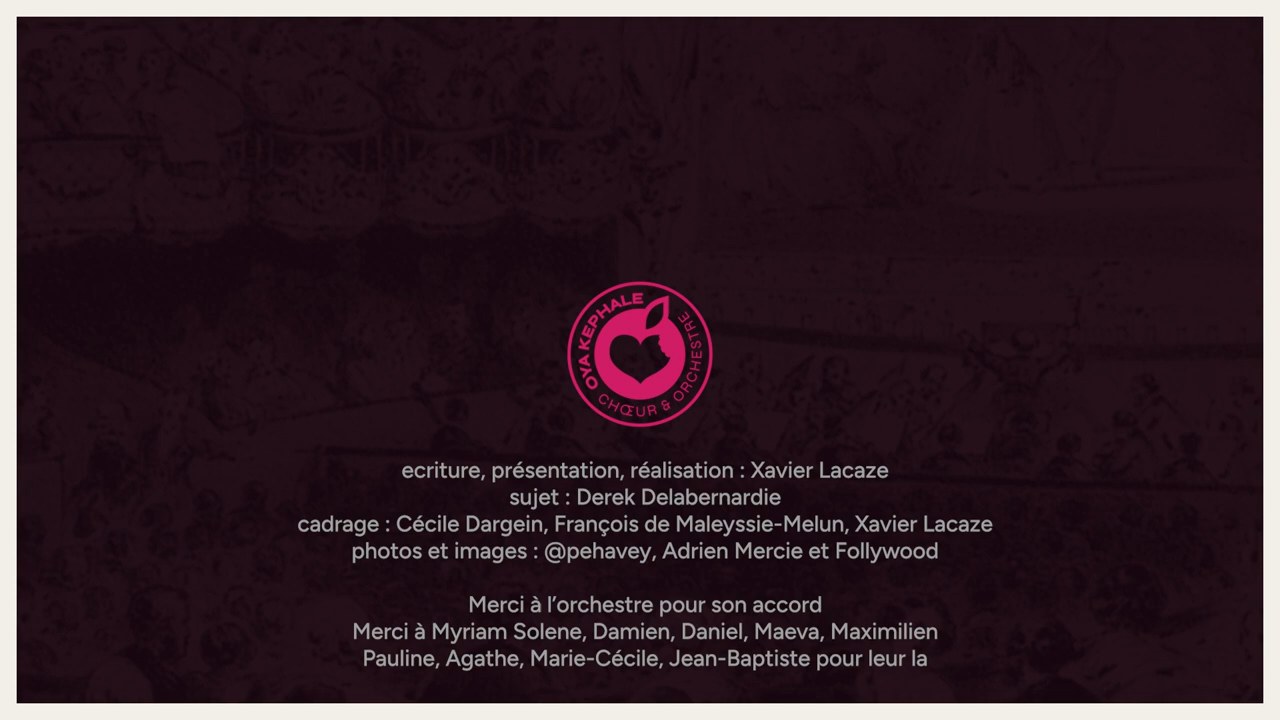 OYA KEPHALE
CHŒUR & ORCHESTRE
ecriture, présentation, réalisation : Xavier Lacaze
sujet : Derek Delabernardie
cadrage : Cécile Dargein, François de Maleyssie-Melun, Xavier Lacaze
photos et images : @pehavey, Adrien Mercie et Follywood
Merci à l’orchestre pour son accord
Merci à Myriam Solene, Damien, Daniel, Maeva, Maximilien
Pauline, Agathe, Marie-Cécile, Jean-Baptiste pour leur la